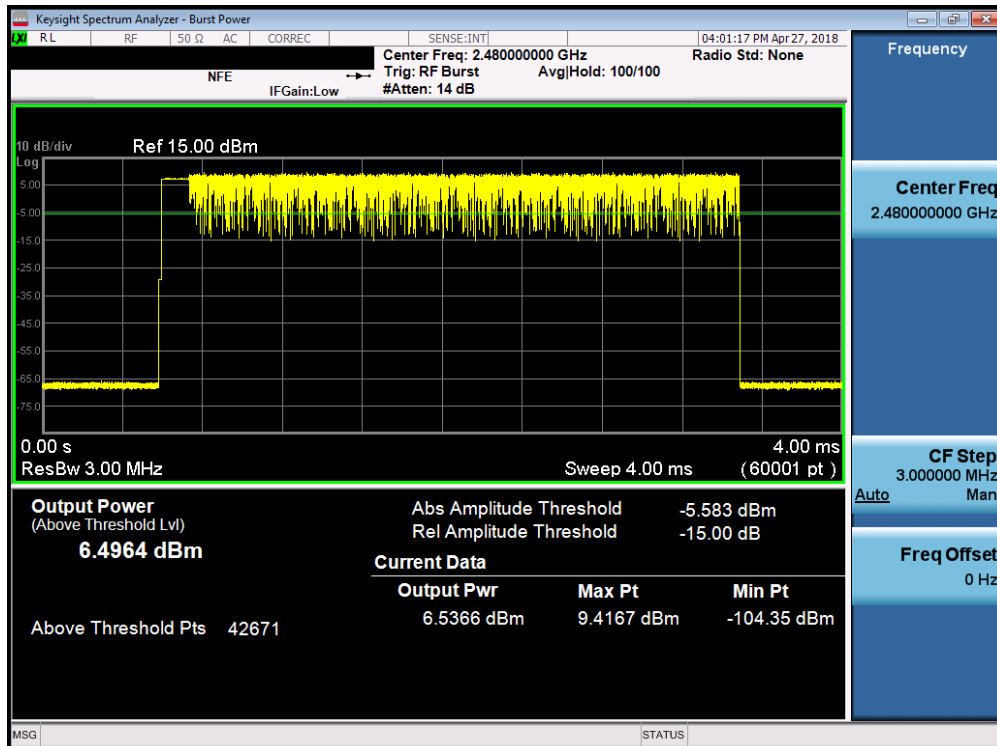 Keysight Spectrum Analyzer - Burst Power
LXI RL RF 50 Ω AC CORREC SENSE:INT 04:01:17 PM Apr 27, 2018
Center Freq: 2.480000000 GHz Radio Std: None
NFE Trig: RF Burst Avg|Hold: 100/100
IFGain:Low #Atten: 14 dB
Frequency
10 dB/div Ref 15.00 dBm
Log
5.00
-5.00
-15.0
-25.0
-35.0
-45.0
-55.0
-65.0
-75.0
0.00 s 4.00 ms
ResBw 3.00 MHz Sweep 4.00 ms (60001 pt)
Center Freq
2.480000000 GHz
CF Step
3.000000 MHz
Auto Man
Freq Offset
0 Hz
Output Power
(Above Threshold Lvl)
6.4964 dBm
Above Threshold Pts 42671
Abs Amplitude Threshold -5.583 dBm
Rel Amplitude Threshold -15.00 dB
Current Data
Output Pwr Max Pt Min Pt
6.5366 dBm 9.4167 dBm -104.35 dBm
MSG STATUS